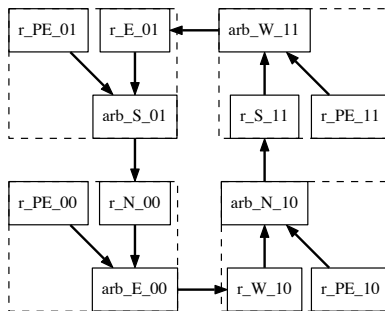 r_PE_01 r_E_01 arb_W_11
arb_S_01 r_S_11 r_PE_11
r_PE_00 r_N_00 arb_N_10
arb_E_00 r_W_10 r_PE_10